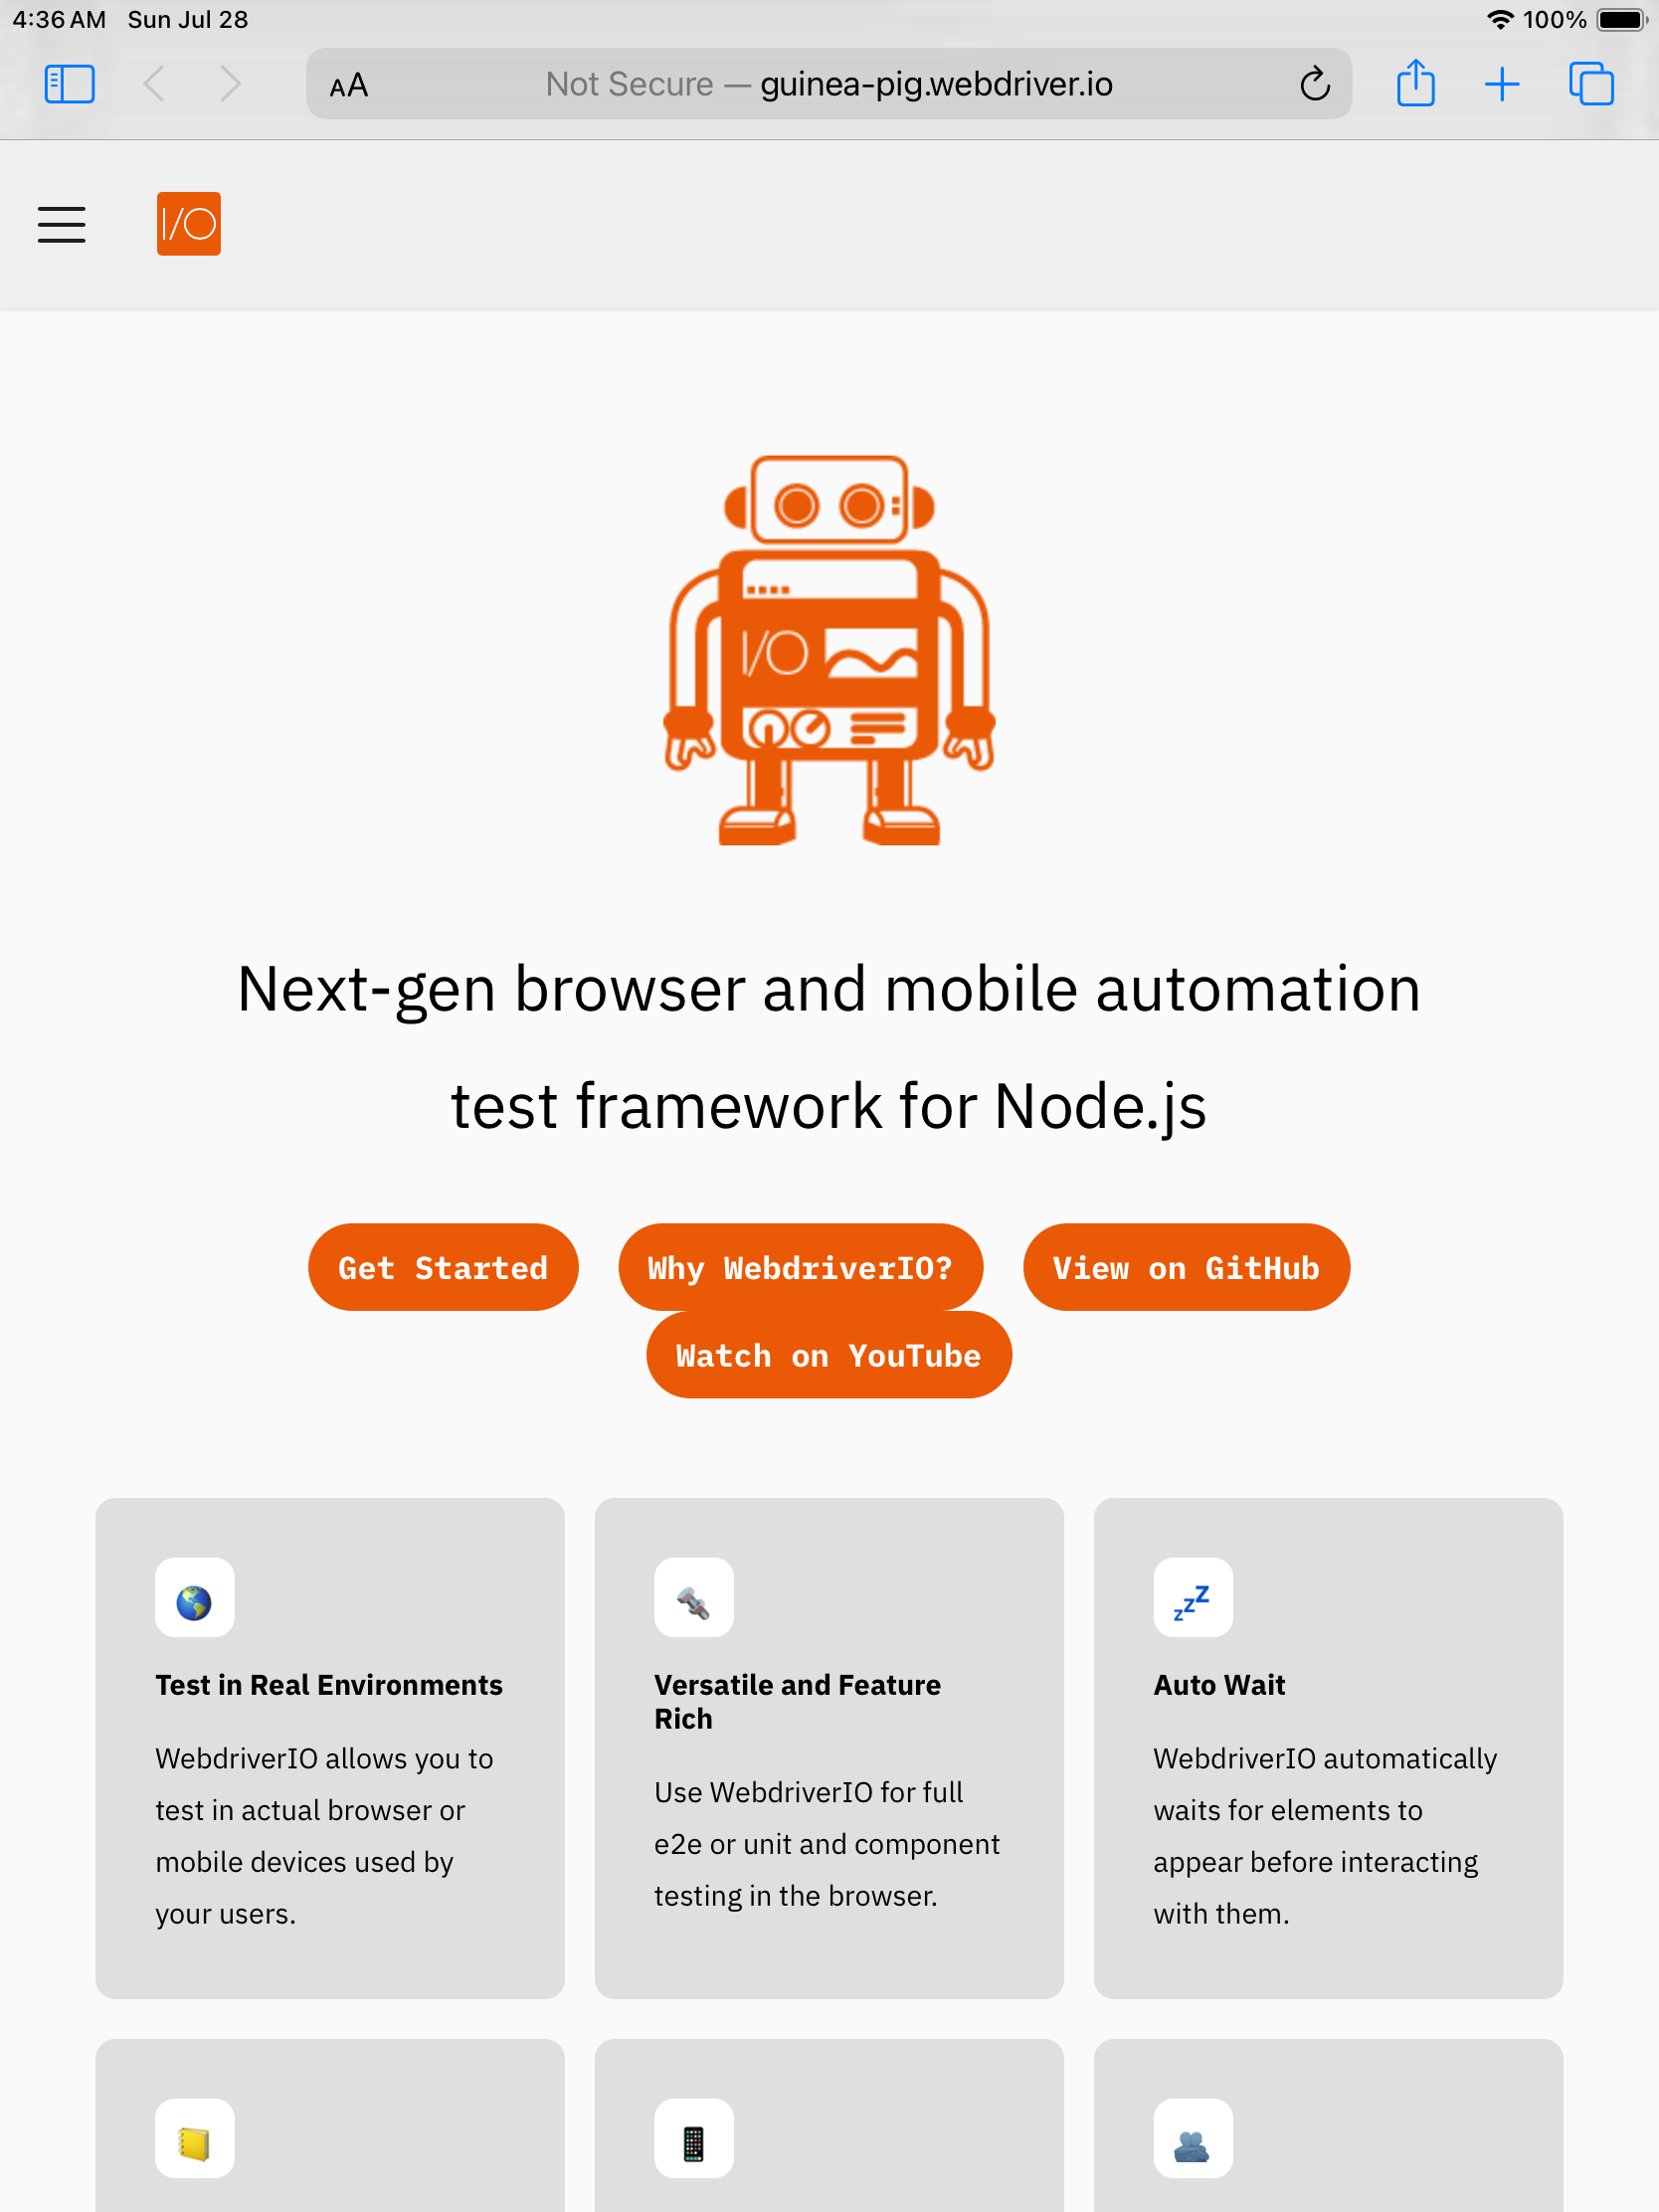 4:36 AM Sun Jul 28
100%
AA
Not Secure — guinea-pig.webdriver.io
I/O
I/O
Next-gen browser and mobile automation
test framework for Node.js
Get Started
Why WebdriverIO?
View on GitHub
Watch on YouTube
zzZ
Test in Real Environments
WebdriverIO allows you to
test in actual browser or
mobile devices used by
your users.
Versatile and Feature
Rich
Use WebdriverIO for full
e2e or unit and component
testing in the browser.
Auto Wait
WebdriverIO automatically
waits for elements to
appear before interacting
with them.